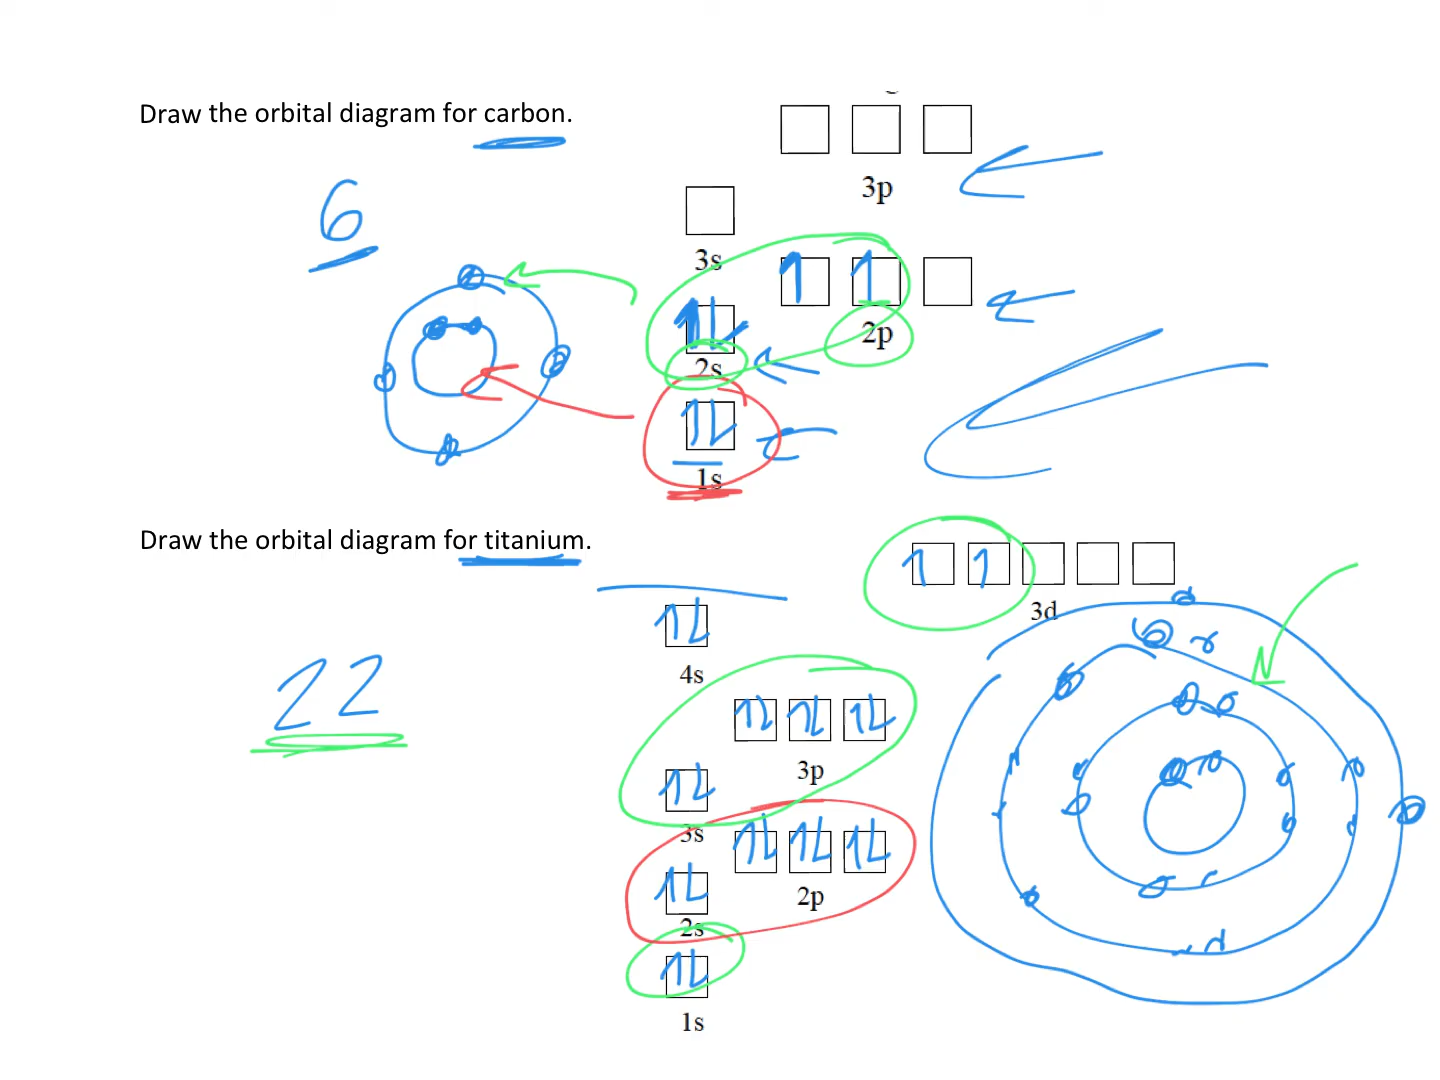 Draw the orbital diagram for carbon.
6
3p
3s
2p
2s
1s
Draw the orbital diagram for titanium.
22
3d
4s
3p
3s
2p
2s
1s